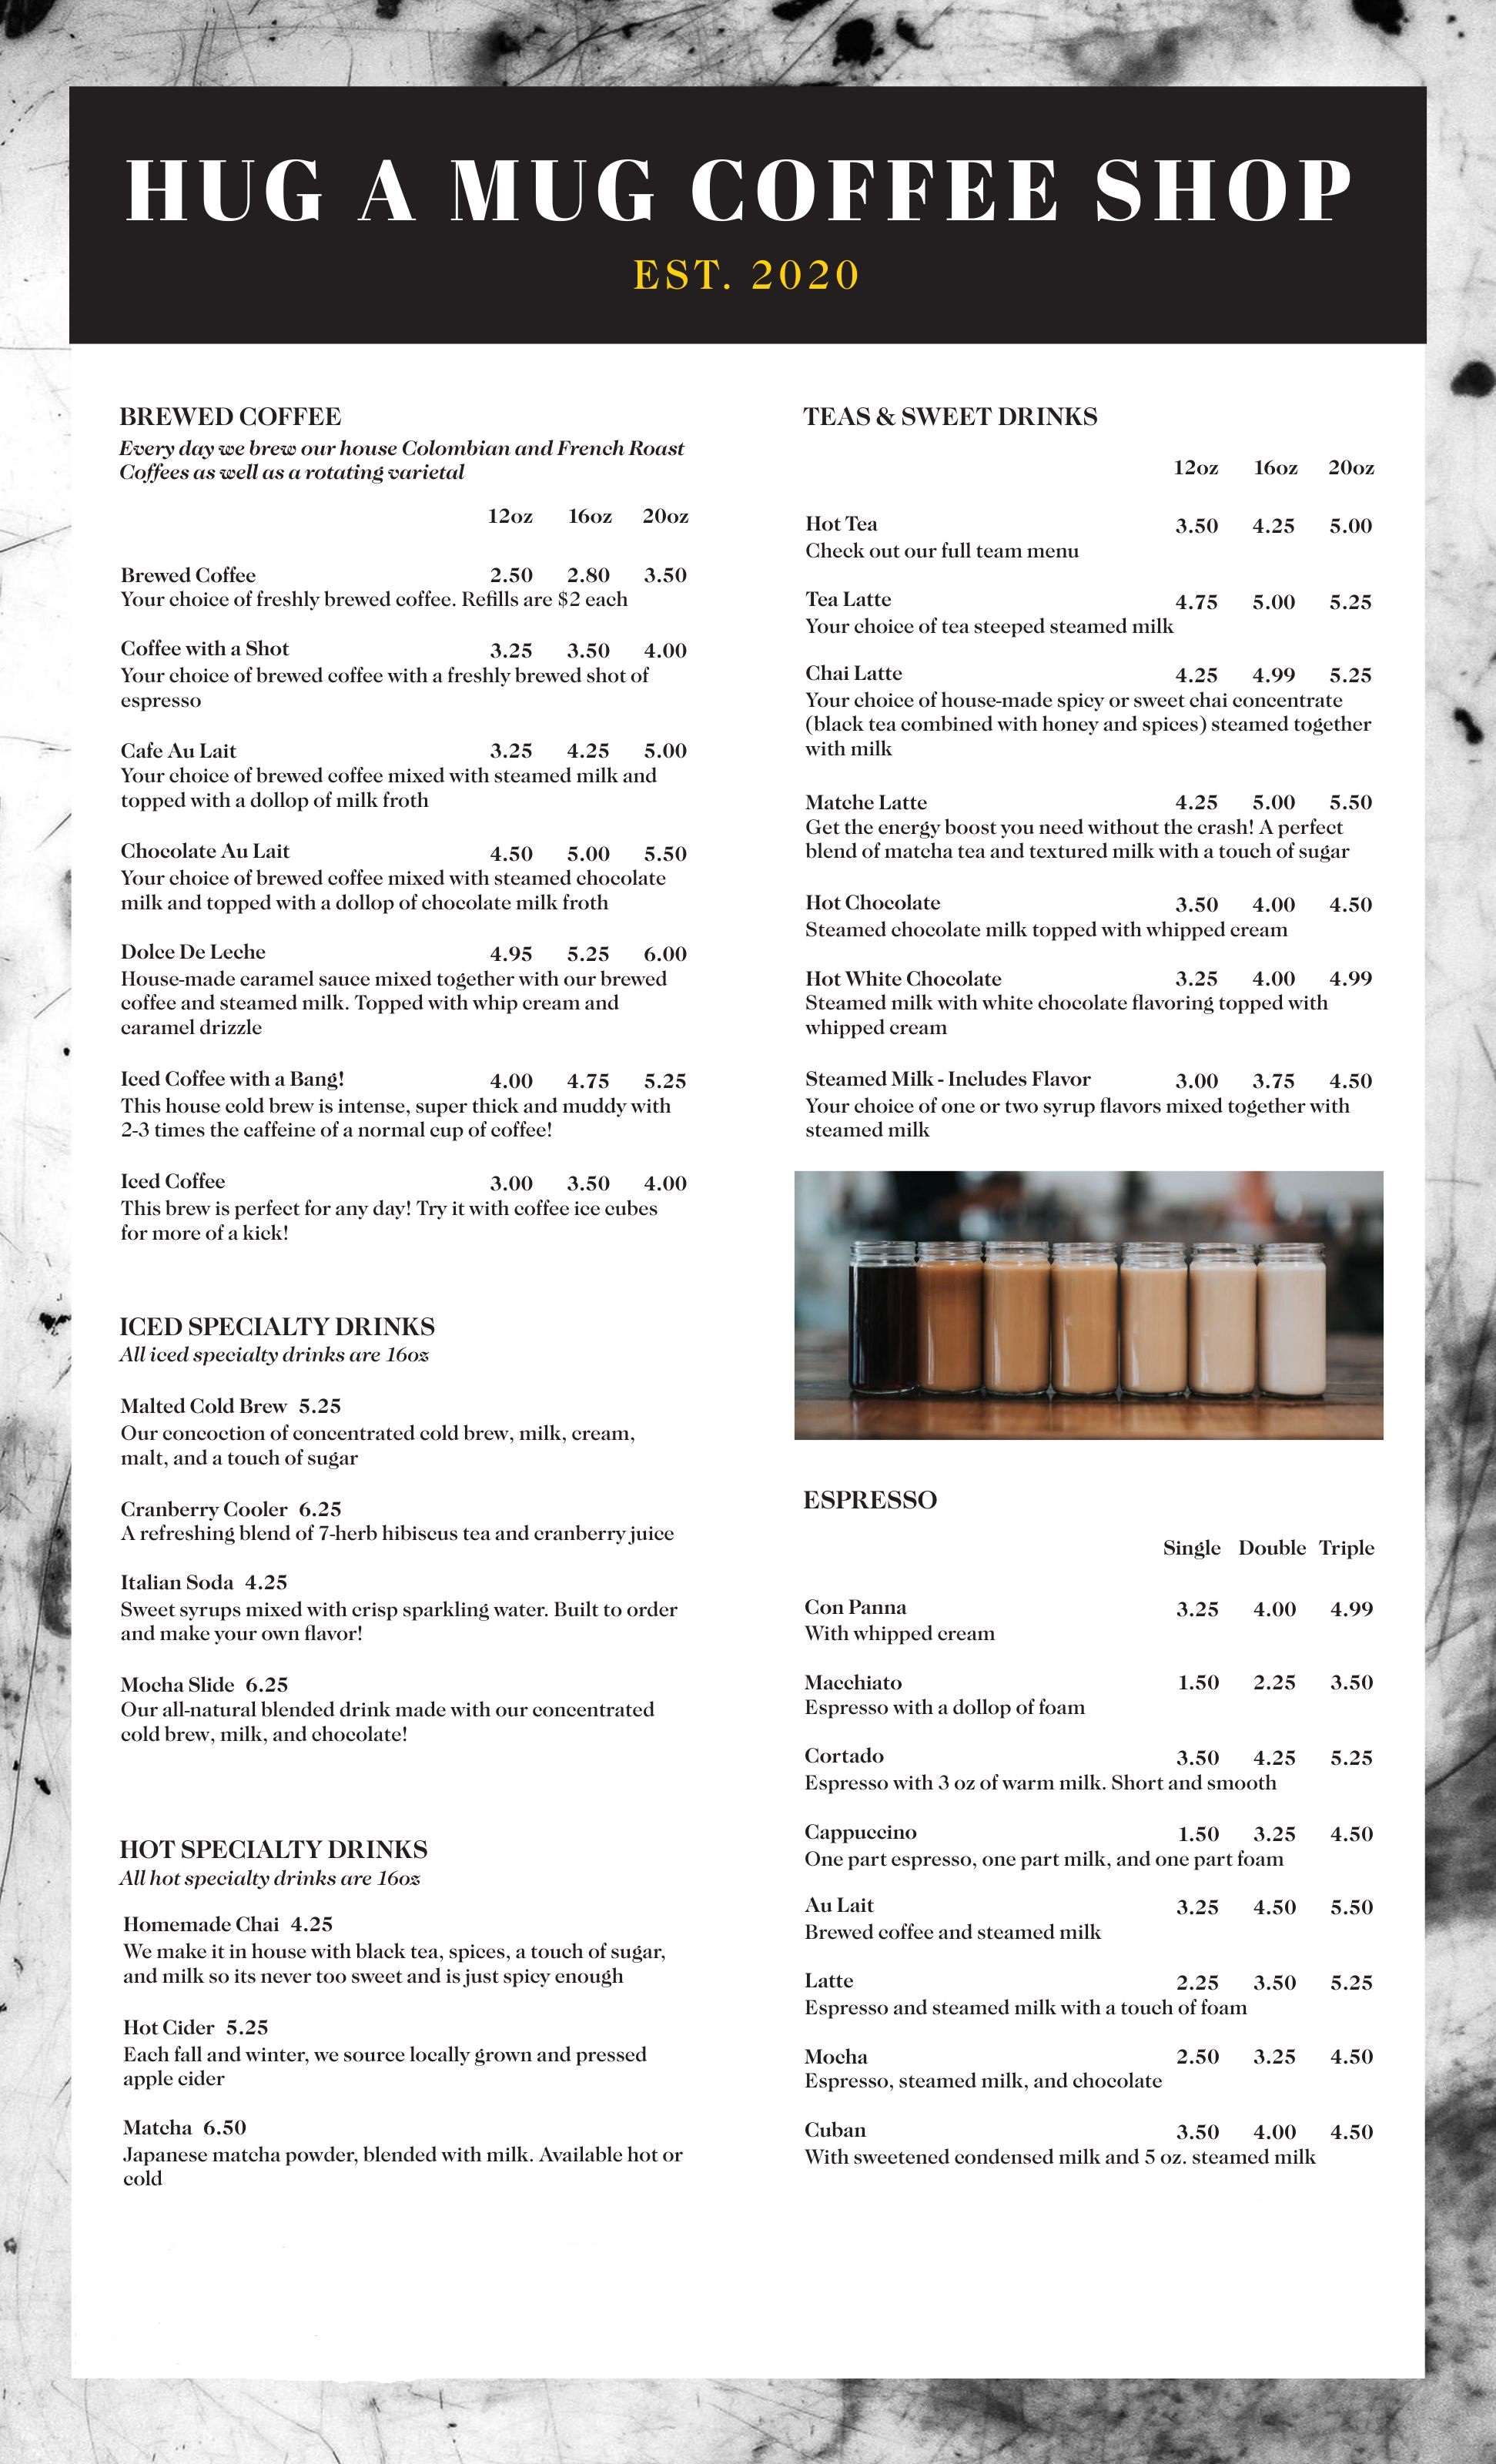 HUG A MUG COFFEE SHOP
EST. 2020
BREWED COFFEE
Every day we brew our house Colombian and French Roast
Coffees as well as a rotating varietal
12oz 16oz 20oz
Brewed Coffee 2.50 2.80 3.50
Your choice of freshly brewed coffee. Refills are $2 each
Coffee with a Shot 3.25 3.50 4.00
Your choice of brewed coffee with a freshly brewed shot of
espresso
Cafe Au Lait 3.25 4.25 5.00
Your choice of brewed coffee mixed with steamed milk and
topped with a dollop of milk froth
Chocolate Au Lait 4.50 5.00 5.50
Your choice of brewed coffee mixed with steamed chocolate
milk and topped with a dollop of chocolate milk froth
Dolce De Leche 4.95 5.25 6.00
House-made caramel sauce mixed together with our brewed
coffee and steamed milk. Topped with whip cream and
caramel drizzle
Iced Coffee with a Bang! 4.00 4.75 5.25
This house cold brew is intense, super thick and muddy with
2-3 times the caffeine of a normal cup of coffee!
Iced Coffee 3.00 3.50 4.00
This brew is perfect for any day! Try it with coffee ice cubes
for more of a kick!
ICED SPECIALTY DRINKS
All iced specialty drinks are 16oz
Malted Cold Brew 5.25
Our concoction of concentrated cold brew, milk, cream,
malt, and a touch of sugar
Cranberry Cooler 6.25
A refreshing blend of 7-herb hibiscus tea and cranberry juice
Italian Soda 4.25
Sweet syrups mixed with crisp sparkling water. Built to order
and make your own flavor!
Mocha Slide 6.25
Our all-natural blended drink made with our concentrated
cold brew, milk, and chocolate!
HOT SPECIALTY DRINKS
All hot specialty drinks are 16oz
Homemade Chai 4.25
We make it in house with black tea, spices, a touch of sugar,
and milk so its never too sweet and is just spicy enough
Hot Cider 5.25
Each fall and winter, we source locally grown and pressed
apple cider
Matcha 6.50
Japanese matcha powder, blended with milk. Available hot or
cold
TEAS & SWEET DRINKS
12oz 16oz 20oz
Hot Tea 3.50 4.25 5.00
Check out our full team menu
Tea Latte 4.75 5.00 5.25
Your choice of tea steeped steamed milk
Chai Latte 4.25 4.99 5.25
Your choice of house-made spicy or sweet chai concentrate
(black tea combined with honey and spices) steamed together
with milk
Matche Latte 4.25 5.00 5.50
Get the energy boost you need without the crash! A perfect
blend of matcha tea and textured milk with a touch of sugar
Hot Chocolate 3.50 4.00 4.50
Steamed chocolate milk topped with whipped cream
Hot White Chocolate 3.25 4.00 4.99
Steamed milk with white chocolate flavoring topped with
whipped cream
Steamed Milk - Includes Flavor 3.00 3.75 4.50
Your choice of one or two syrup flavors mixed together with
steamed milk
ESPRESSO
Single Double Triple
Con Panna 3.25 4.00 4.99
With whipped cream
Macchiato 1.50 2.25 3.50
Espresso with a dollop of foam
Cortado 3.50 4.25 5.25
Espresso with 3 oz of warm milk. Short and smooth
Cappuccino 1.50 3.25 4.50
One part espresso, one part milk, and one part foam
Au Lait 3.25 4.50 5.50
Brewed coffee and steamed milk
Latte 2.25 3.50 5.25
Espresso and steamed milk with a touch of foam
Mocha 2.50 3.25 4.50
Espresso, steamed milk, and chocolate
Cuban 3.50 4.00 4.50
With sweetened condensed milk and 5 oz. steamed milk